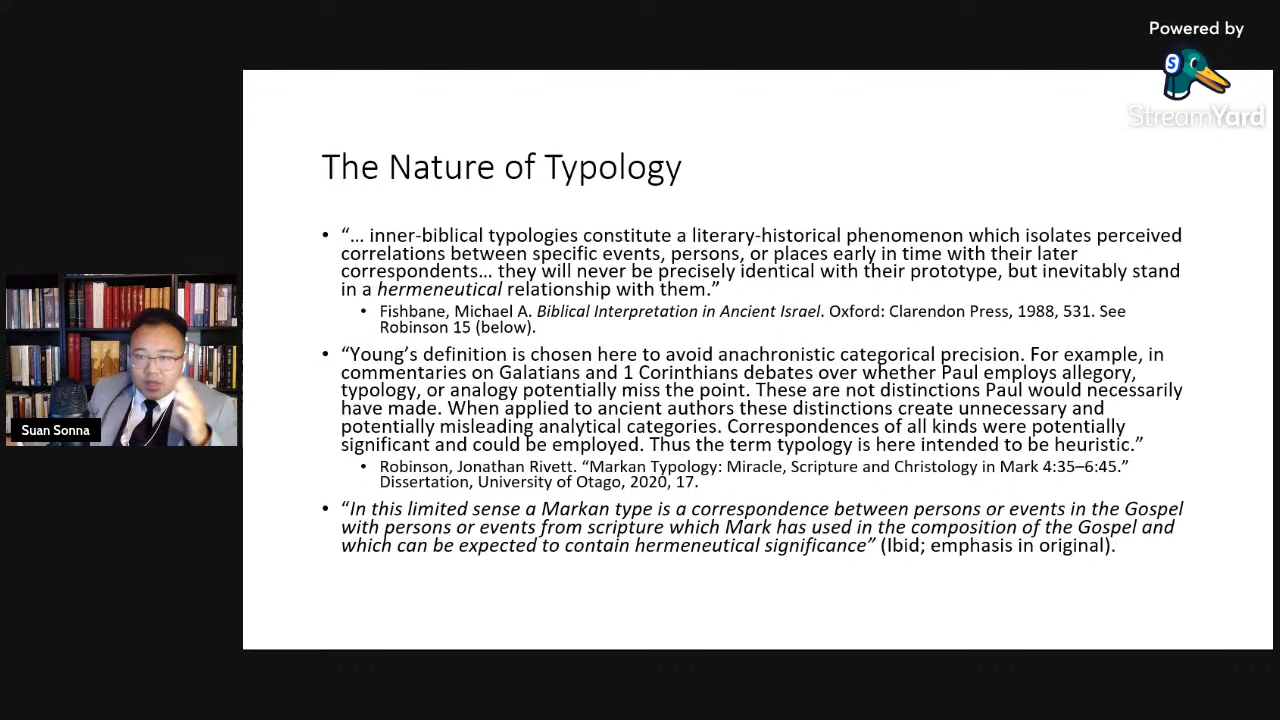 Powered by
S
StreamYard
The Nature of Typology
• “… inner-biblical typologies constitute a literary-historical phenomenon which isolates perceived
correlations between specific events, persons, or places early in time with their later
correspondents… they will never be precisely identical with their prototype, but inevitably stand
in a hermeneutical relationship with them.”
• Fishbane, Michael A. Biblical Interpretation in Ancient Israel. Oxford: Clarendon Press, 1988, 531. See
Robinson 15 (below).
• “Young’s definition is chosen here to avoid anachronistic categorical precision. For example, in
commentaries on Galatians and 1 Corinthians debates over whether Paul employs allegory,
typology, or analogy potentially miss the point. These are not distinctions Paul would necessarily
have made. When applied to ancient authors these distinctions create unnecessary and
potentially misleading analytical categories. Correspondences of all kinds were potentially
significant and could be employed. Thus the term typology is here intended to be heuristic.”
• Robinson, Jonathan Rivett. “Markan Typology: Miracle, Scripture and Christology in Mark 4:35–6:45.”
Dissertation, University of Otago, 2020, 17.
• “In this limited sense a Markan type is a correspondence between persons or events in the Gospel
with persons or events from scripture which Mark has used in the composition of the Gospel and
which can be expected to contain hermeneutical significance” (Ibid; emphasis in original).
Suan Sonna